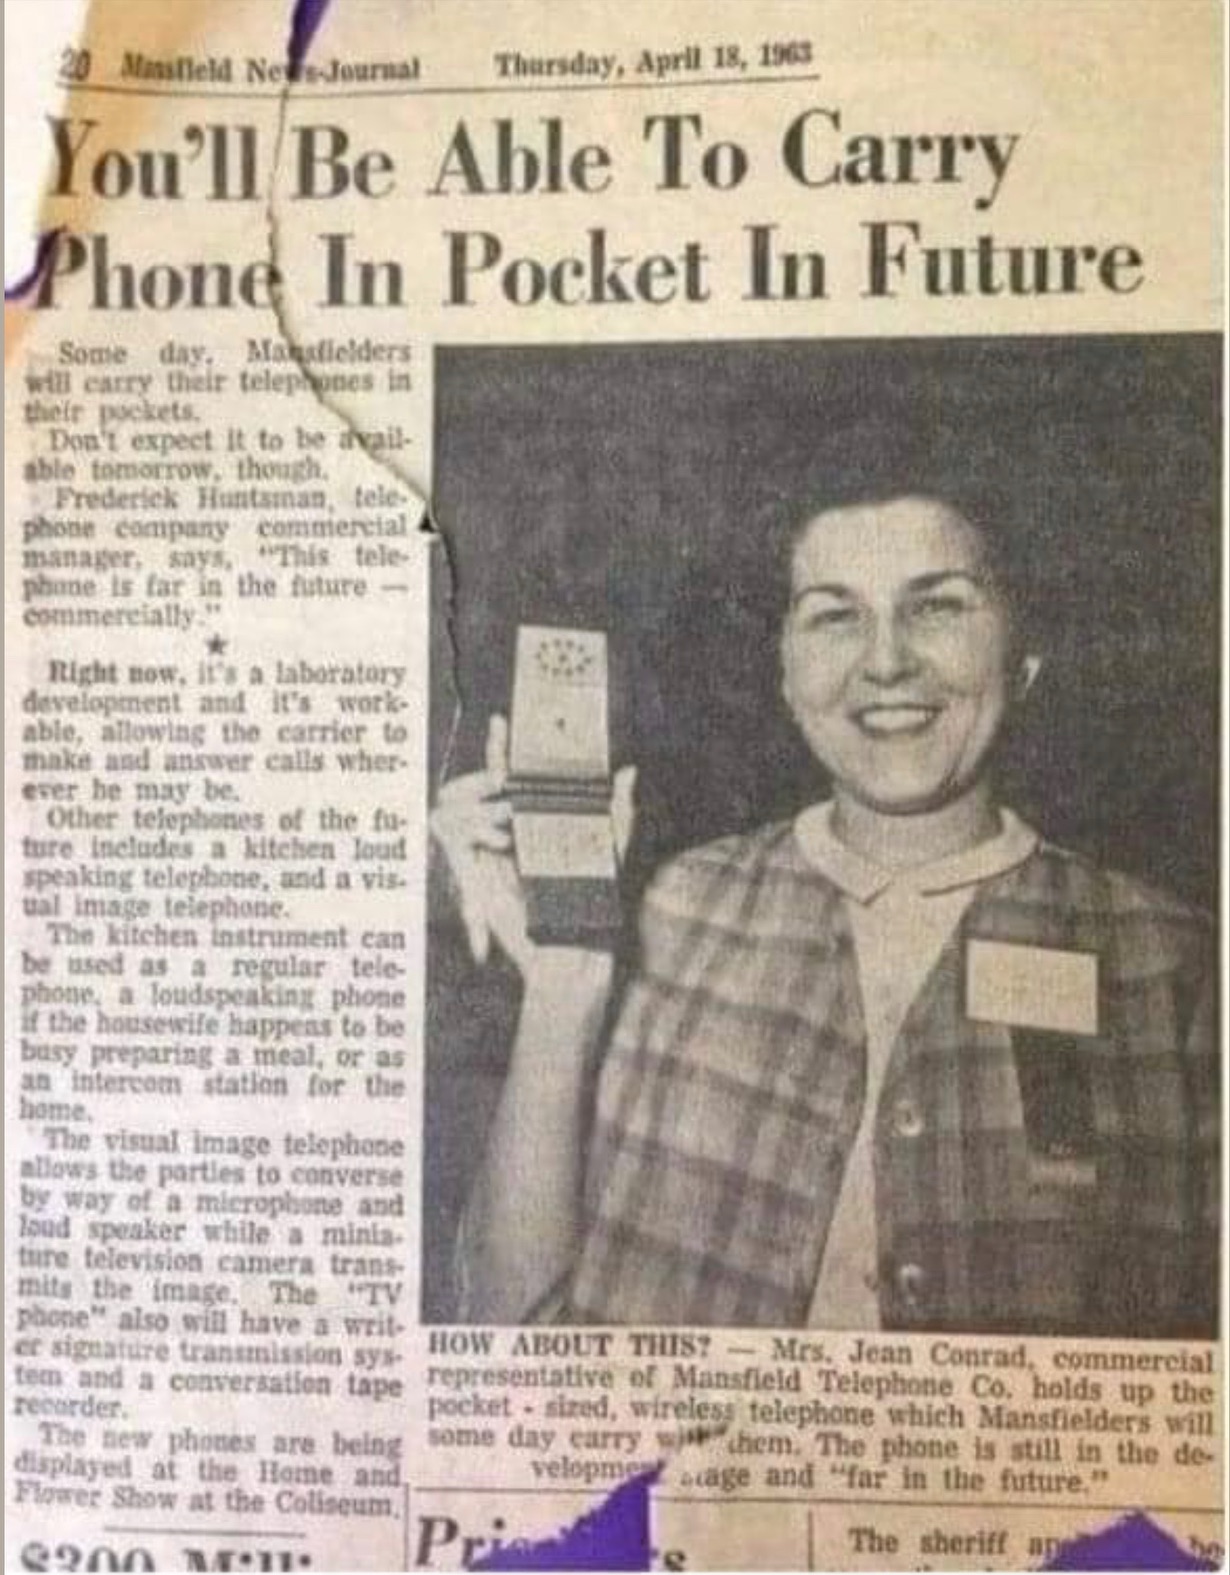 20 Mansfield News-Journal Thursday, April 18, 1963
You'll Be Able To Carry
Phone In Pocket In Future
Some day, Mansfielders
will carry their telephones in
their pockets.
Don't expect it to be avail-
able tomorrow, though.
Frederick Huntsman, tele-
phone company commercial
manager, says, "This tele-
phone is far in the future —
commercially."
★
Right now, it's a laboratory
development and it's work-
able, allowing the carrier to
make and answer calls wher-
ever he may be.
Other telephones of the fu-
ture includes a kitchen loud
speaking telephone, and a vis-
ual image telephone.
The kitchen instrument can
be used as a regular tele-
phone, a loudspeaking phone
if the housewife happens to be
busy preparing a meal, or as
an intercom station for the
home.
The visual image telephone
allows the parties to converse
by way of a microphone and
loud speaker while a minia-
ture television camera trans-
mits the image. The "TV
phone" also will have a writ-
er signature transmission sys-
tem and a conversation tape
recorder.
The new phones are being
displayed at the Home and
Flower Show at the Coliseum.
HOW ABOUT THIS? — Mrs. Jean Conrad, commercial
representative of Mansfield Telephone Co. holds up the
pocket - sized, wireless telephone which Mansfielders will
some day carry with them. The phone is still in the de-
velopment stage and "far in the future."
$200
The sheriff